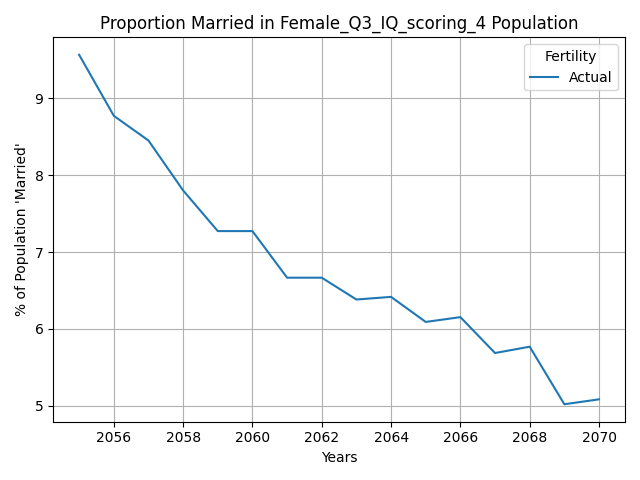 Proportion Married in Female_Q3_IQ_scoring_4 Population
Fertility
Actual
% of Population 'Married'
9
8
7
6
5
2056 2058 2060 2062 2064 2066 2068 2070
Years